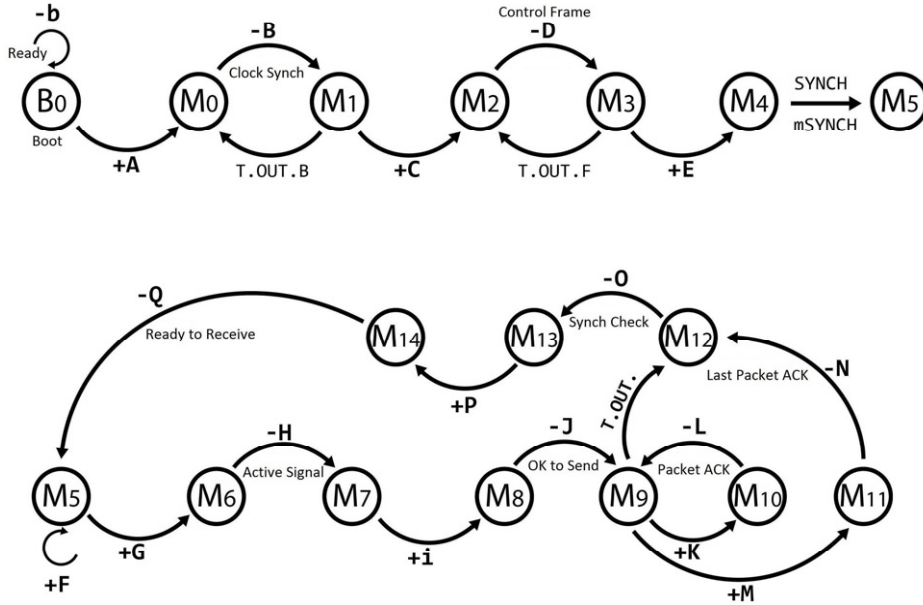 -b
Ready
B0
Boot
+A
M0
-B
Clock Synch
M1
T.OUT.B
+C
M2
Control Frame
-D
M3
T.OUT.F
+E
M4
SYNCH
mSYNCH
M5
-Q
Ready to Receive
M14
+P
M13
-O
Synch Check
M12
T.OUT.
Last Packet ACK
-N
M5
+F
+G
M6
-H
Active Signal
M7
+i
M8
-J
OK to Send
M9
-L
Packet ACK
M10
+K
M11
+M